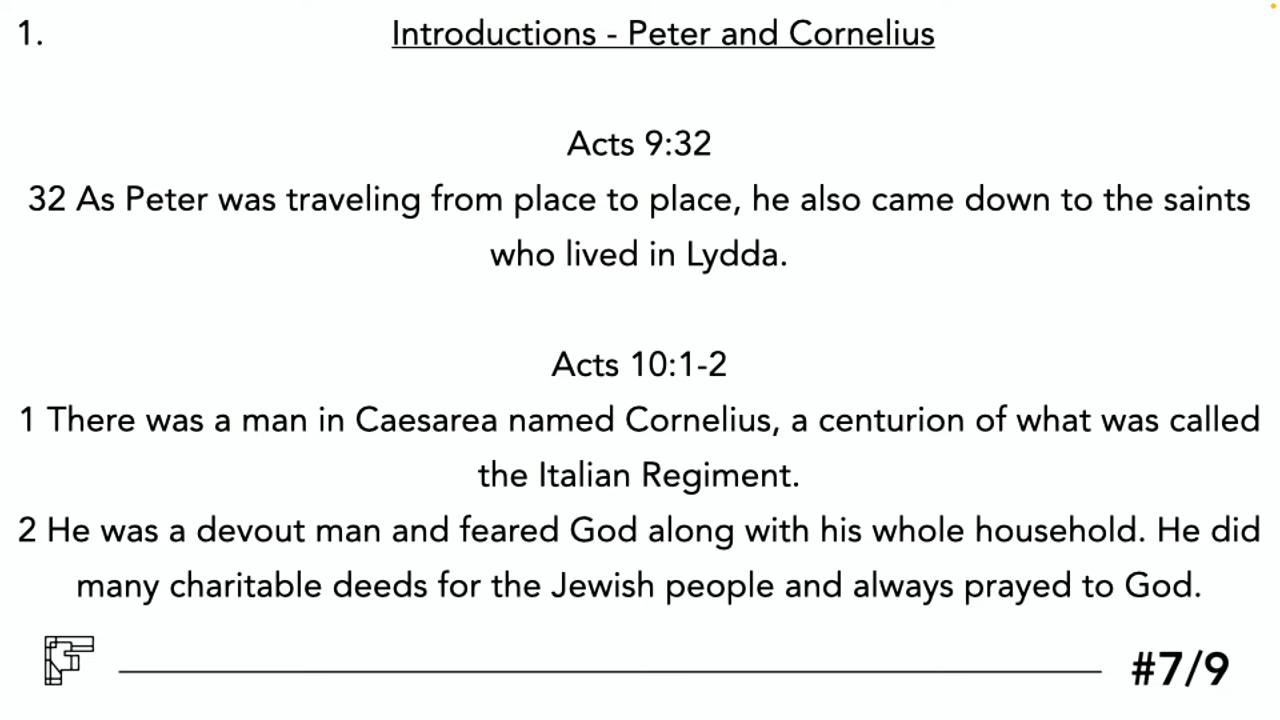 1. Introductions - Peter and Cornelius
Acts 9:32
32 As Peter was traveling from place to place, he also came down to the saints
who lived in Lydda.
Acts 10:1-2
1 There was a man in Caesarea named Cornelius, a centurion of what was called
the Italian Regiment.
2 He was a devout man and feared God along with his whole household. He did
many charitable deeds for the Jewish people and always prayed to God.
#7/9